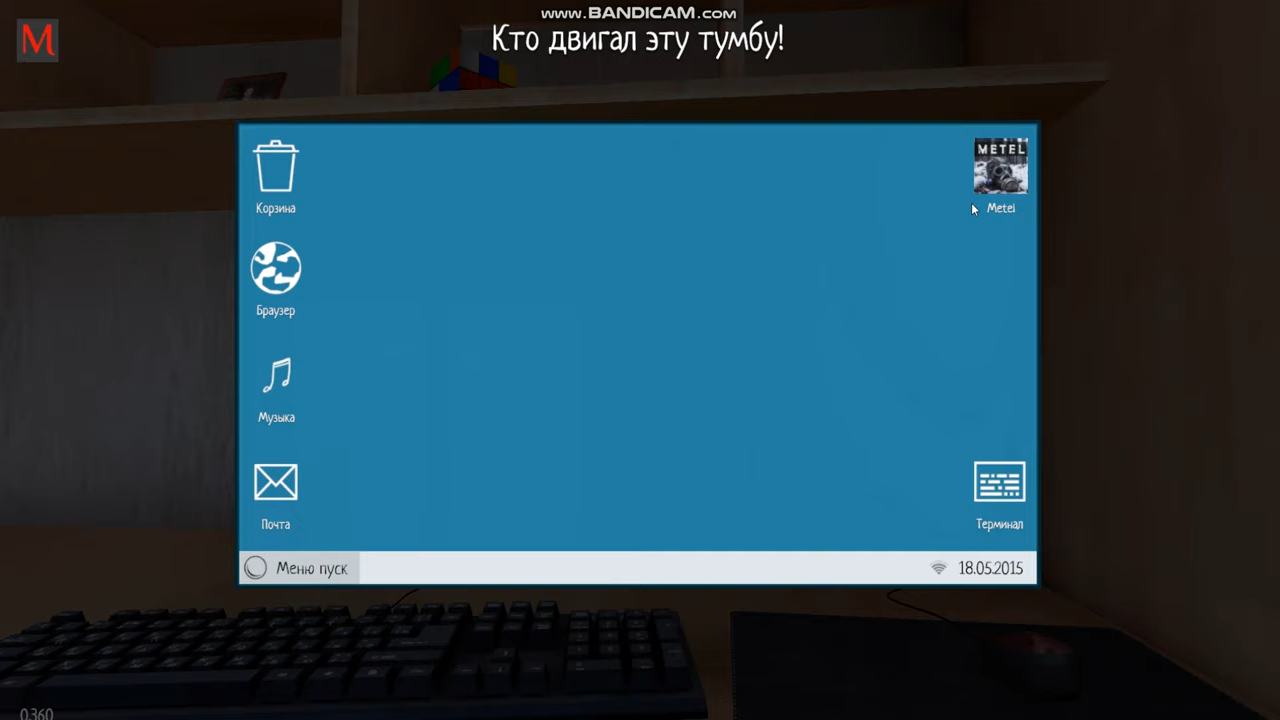 www.BANDICAM.com
M
Кто двигал эту тумбу!
METEL
Корзина
Metel
Браузер
Музыка
Почта
Терминал
Меню пуск
18.05.2015
0.360